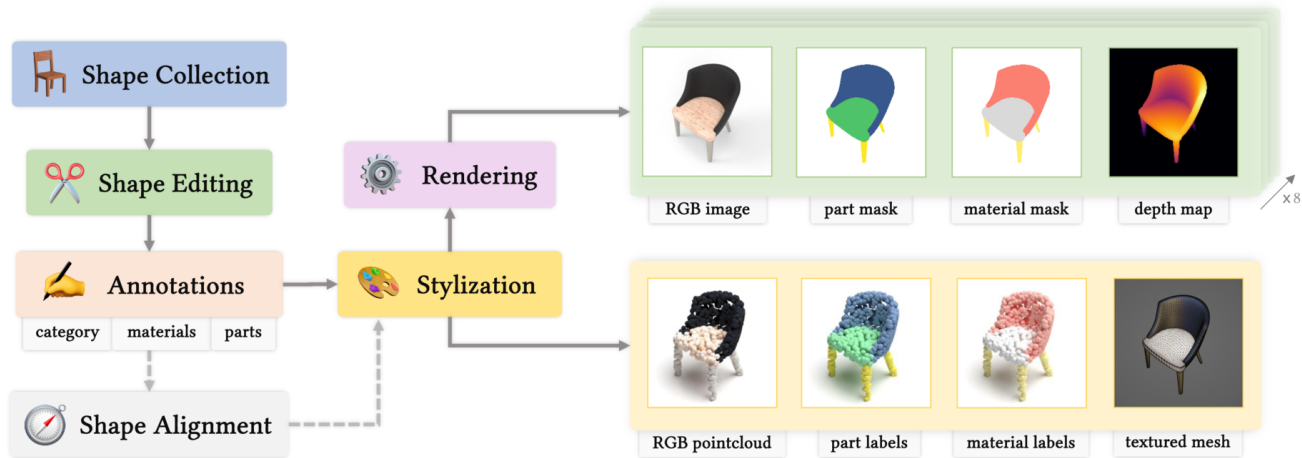 Shape Collection
Shape Editing
Annotations
category
materials
parts
Shape Alignment
Rendering
Stylization
RGB image
part mask
material mask
depth map
x 8
RGB pointcloud
part labels
material labels
textured mesh